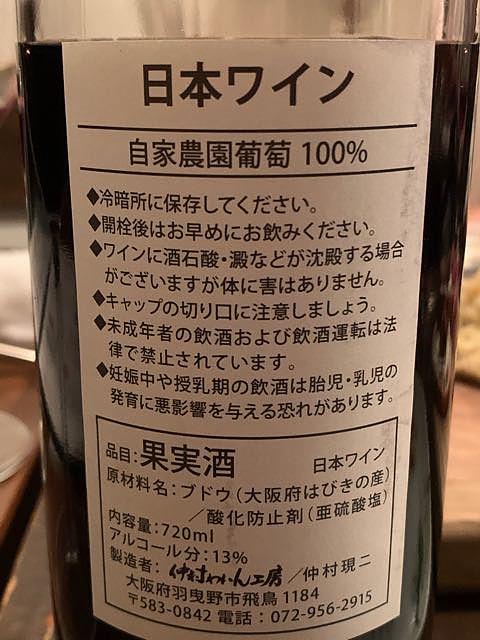 日本ワイン
自家農園葡萄 100%
◆冷暗所に保存してください。
◆開栓後はお早めにお飲みください。
◆ワインに酒石酸・澱などが沈殿する場合
がございますが体に害はありません。
◆キャップの切り口に注意しましょう。
◆未成年者の飲酒および飲酒運転は法
律で禁止されています。
◆妊娠中や授乳期の飲酒は胎児・乳児の
発育に悪影響を与える恐れがあります。
品目：果実酒 日本ワイン
原材料名：ブドウ（大阪府はびきの産）
／酸化防止剤（亜硫酸塩）
内容量：720ml
アルコール分：13%
製造者： 仲村わいん工房 ／仲村現二
大阪府羽曳野市飛鳥 1184
〒583-0842 電話：072-956-2915